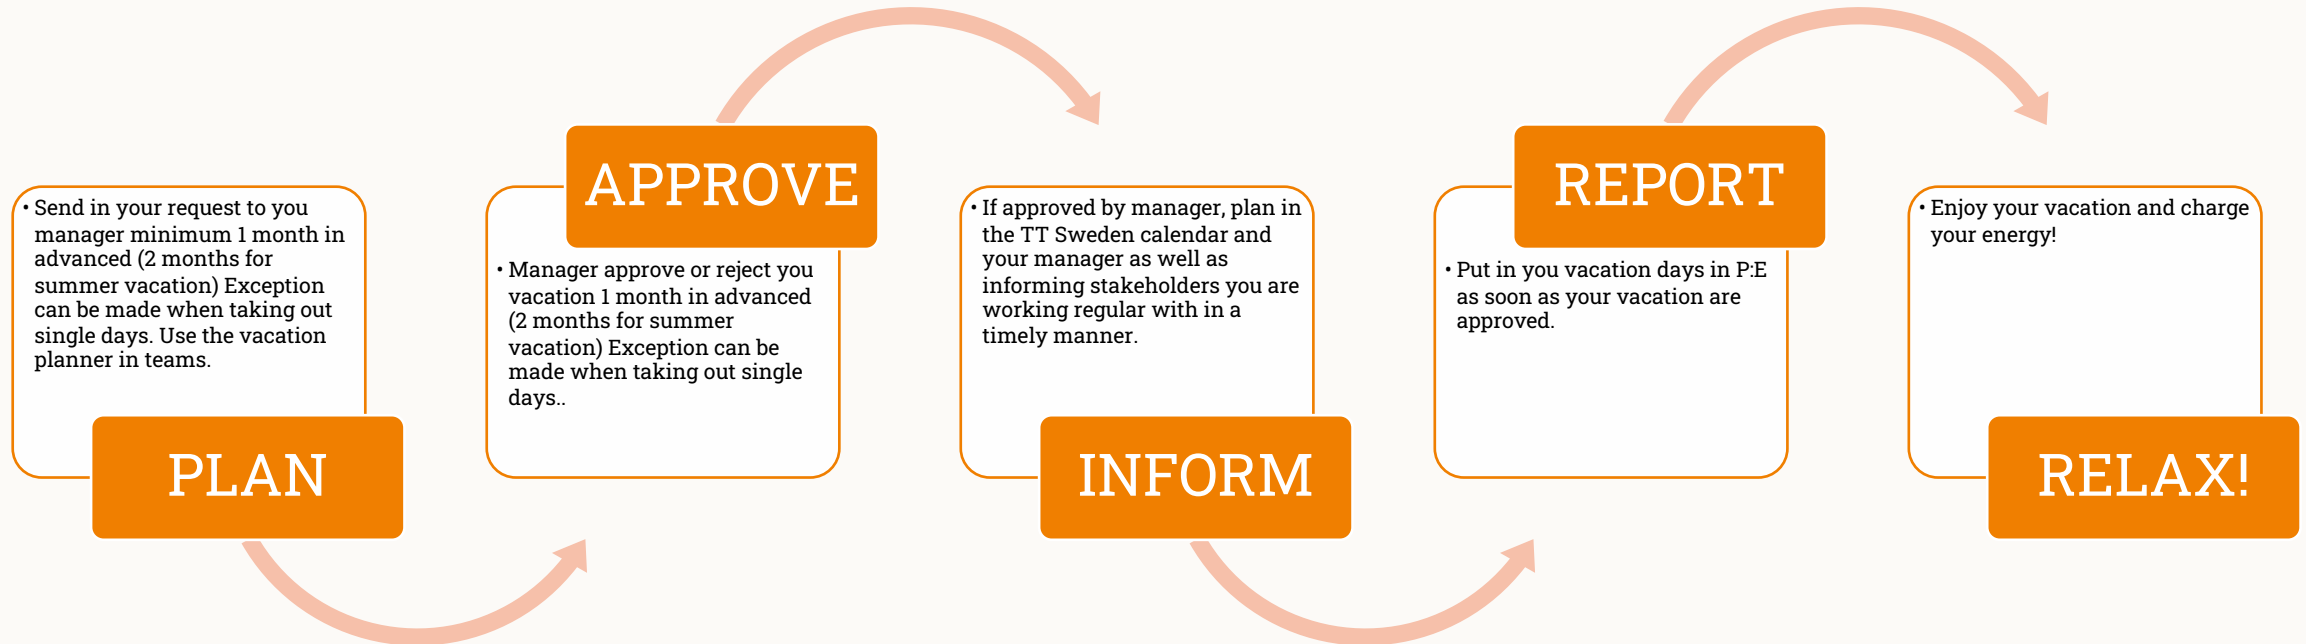 • Send in your request to you
manager minimum 1 month in
advanced (2 months for
summer vacation) Exception
can be made when taking out
single days. Use the vacation
planner in teams.
PLAN
APPROVE
• Manager approve or reject you
vacation 1 month in advanced
(2 months for summer
vacation) Exception can be
made when taking out single
days..
• If approved by manager, plan in
the TT Sweden calendar and
your manager as well as
informing stakeholders you are
working regular with in a
timely manner.
INFORM
REPORT
• Put in you vacation days in P:E
as soon as your vacation are
approved.
• Enjoy your vacation and charge
your energy!
RELAX!